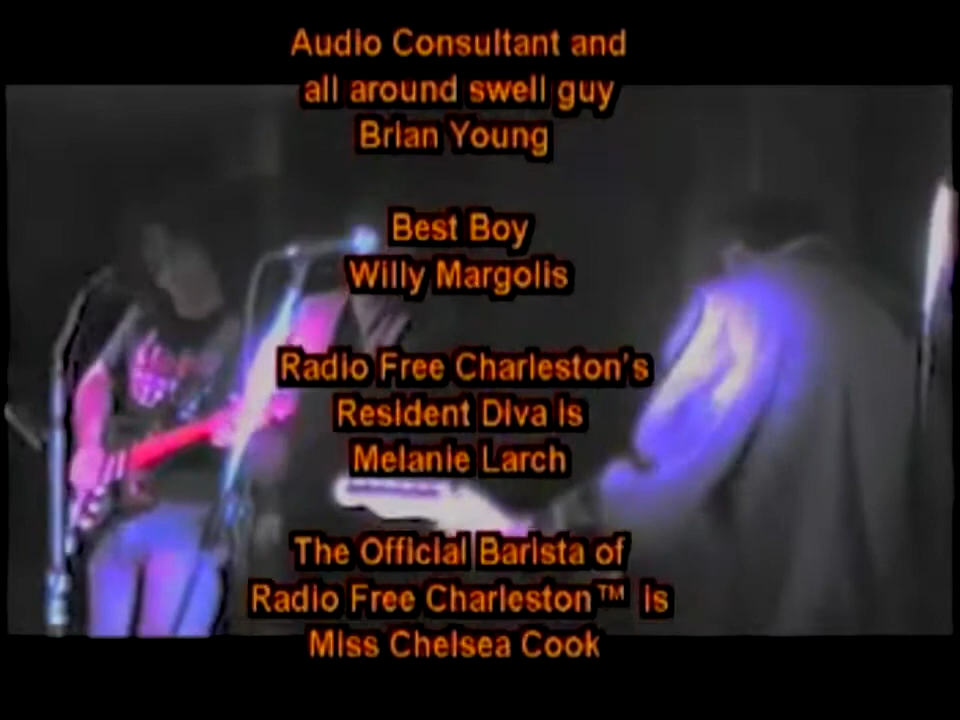 Audio Consultant and
all around swell guy
Brian Young
Best Boy
Willy Margolis
Radio Free Charleston's
Resident Diva is
Melanie Larch
The Official Barista of
Radio Free Charleston™ is
Miss Chelsea Cook